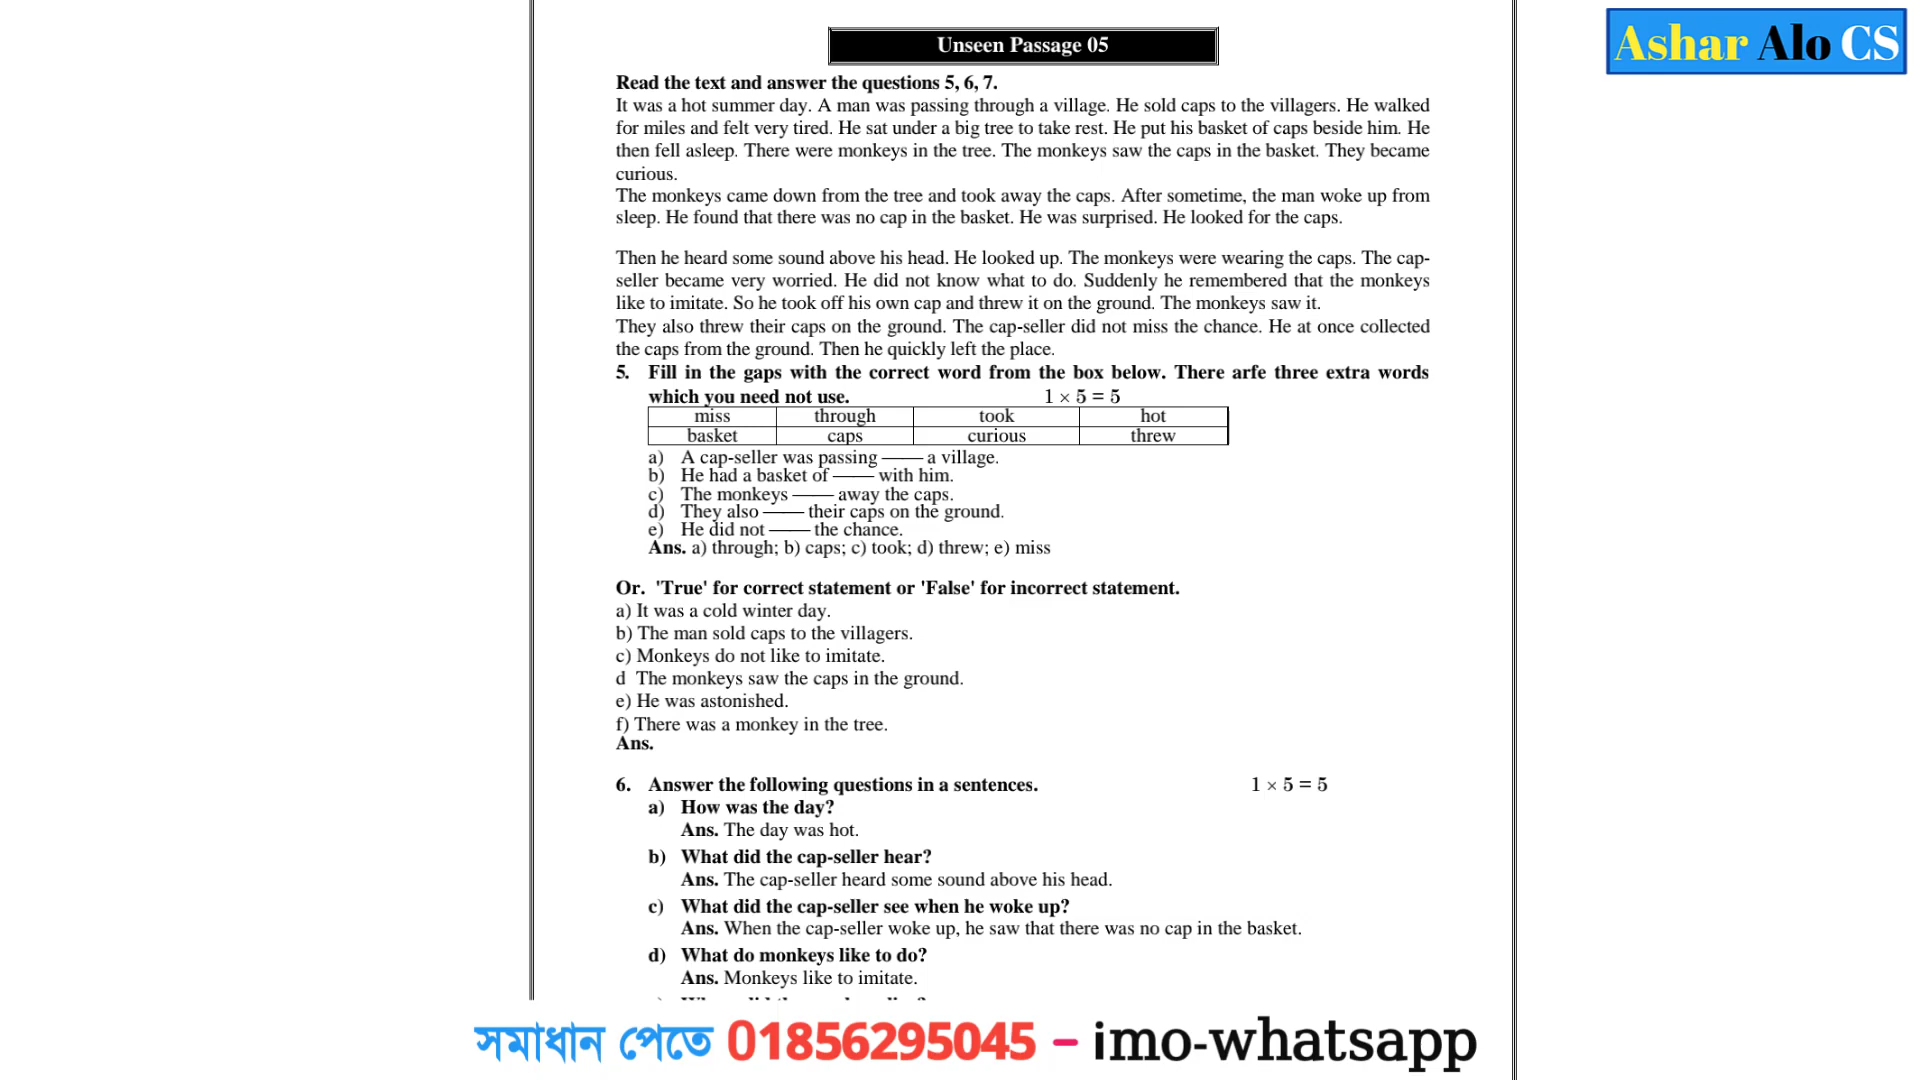 Unseen Passage 05
Ashar Alo CS
Read the text and answer the questions 5, 6, 7.
It was a hot summer day. A man was passing through a village. He sold caps to the villagers. He walked
for miles and felt very tired. He sat under a big tree to take rest. He put his basket of caps beside him. He
then fell asleep. There were monkeys in the tree. The monkeys saw the caps in the basket. They became
curious.
The monkeys came down from the tree and took away the caps. After sometime, the man woke up from
sleep. He found that there was no cap in the basket. He was surprised. He looked for the caps.
Then he heard some sound above his head. He looked up. The monkeys were wearing the caps. The cap-
seller became very worried. He did not know what to do. Suddenly he remembered that the monkeys
like to imitate. So he took off his own cap and threw it on the ground. The monkeys saw it.
They also threw their caps on the ground. The cap-seller did not miss the chance. He at once collected
the caps from the ground. Then he quickly left the place.
5. Fill in the gaps with the correct word from the box below. There arfe three extra words
which you need not use. 1 × 5 = 5
miss through took hot
basket caps curious threw
a) A cap-seller was passing —— a village.
b) He had a basket of —— with him.
c) The monkeys —— away the caps.
d) They also —— their caps on the ground.
e) He did not —— the chance.
Ans. a) through; b) caps; c) took; d) threw; e) miss
Or. 'True' for correct statement or 'False' for incorrect statement.
a) It was a cold winter day.
b) The man sold caps to the villagers.
c) Monkeys do not like to imitate.
d The monkeys saw the caps in the ground.
e) He was astonished.
f) There was a monkey in the tree.
Ans.
6. Answer the following questions in a sentences. 1 × 5 = 5
a) How was the day?
Ans. The day was hot.
b) What did the cap-seller hear?
Ans. The cap-seller heard some sound above his head.
c) What did the cap-seller see when he woke up?
Ans. When the cap-seller woke up, he saw that there was no cap in the basket.
d) What do monkeys like to do?
Ans. Monkeys like to imitate.
সমাধান পেতে 01856295045 – imo-whatsapp